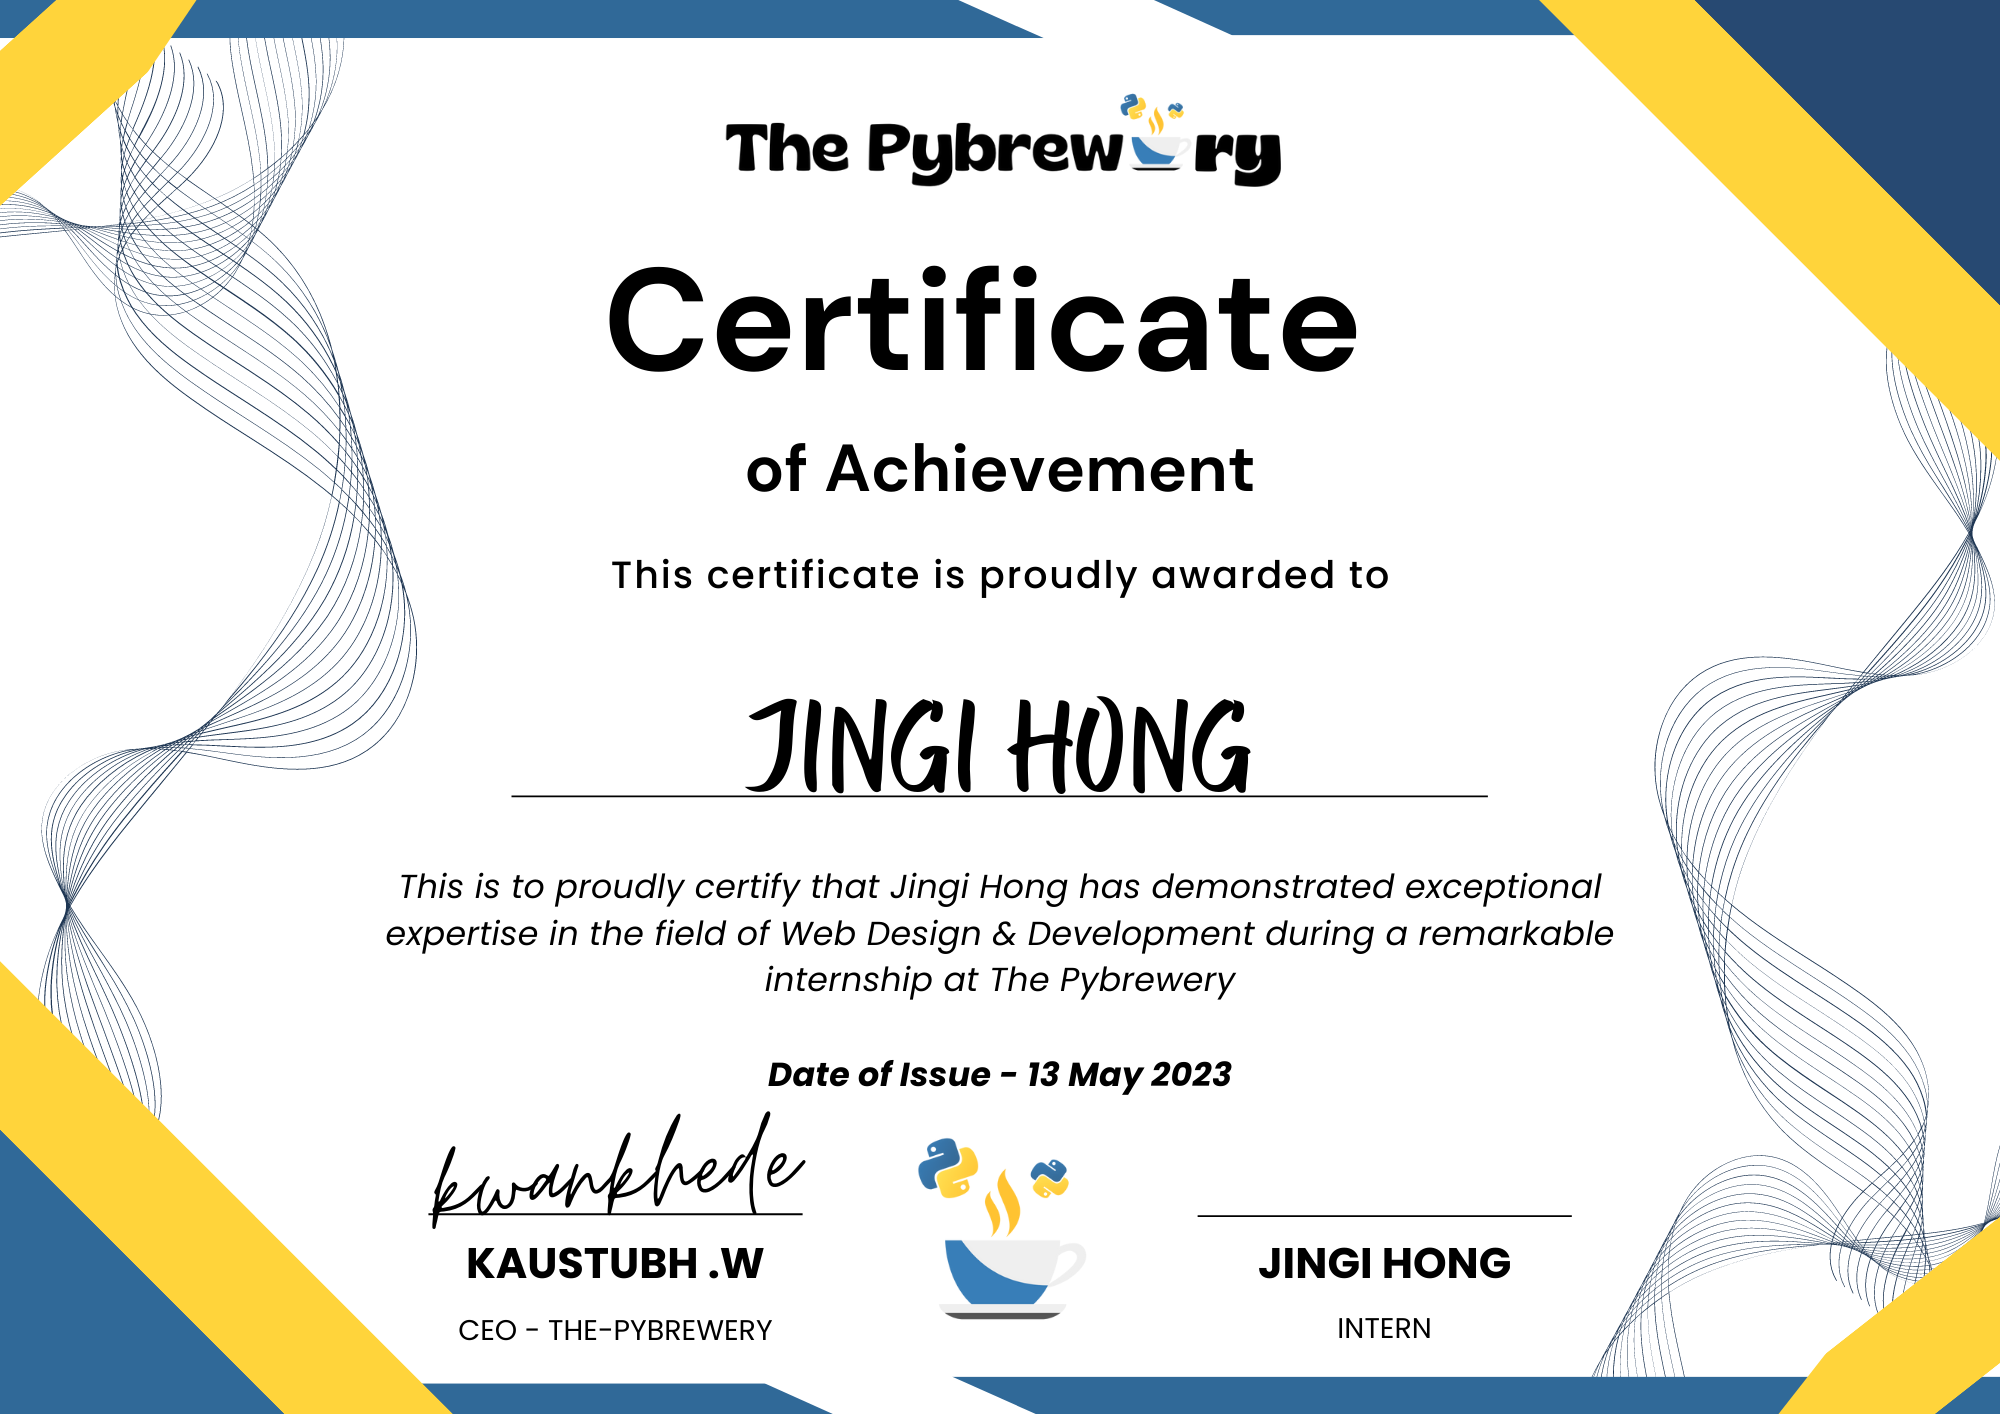 The Pybrewery
Certificate
of Achievement
This certificate is proudly awarded to
JINGI HONG
This is to proudly certify that Jingi Hong has demonstrated exceptional
expertise in the field of Web Design & Development during a remarkable
internship at The Pybrewery
Date of Issue - 13 May 2023
kwankhede
KAUSTUBH .W
CEO - THE-PYBREWERY
JINGI HONG
INTERN